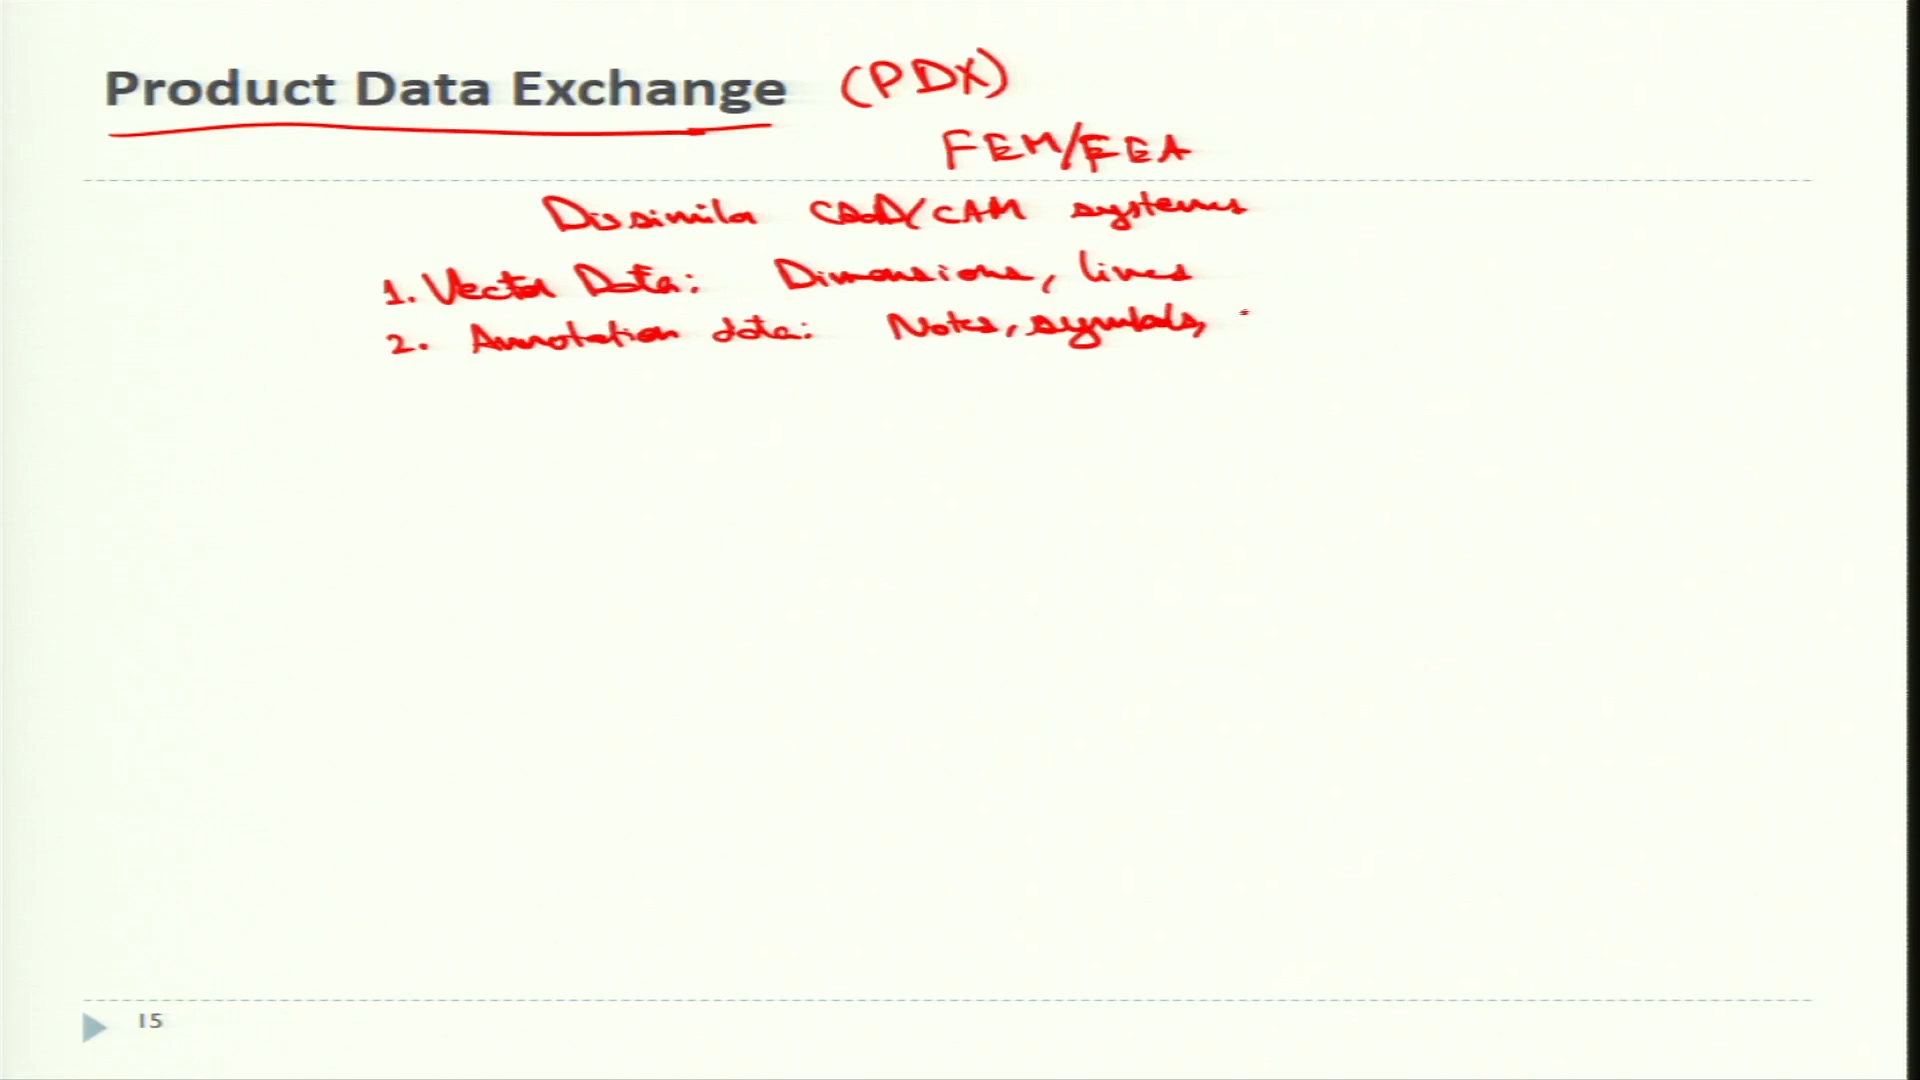 Product Data Exchange (PDX)
FEM/FEA
Dissimila CAD/CAM systems
1. Vector Data: Dimensions, lines
2. Annotation data: Notes, symbols,
15